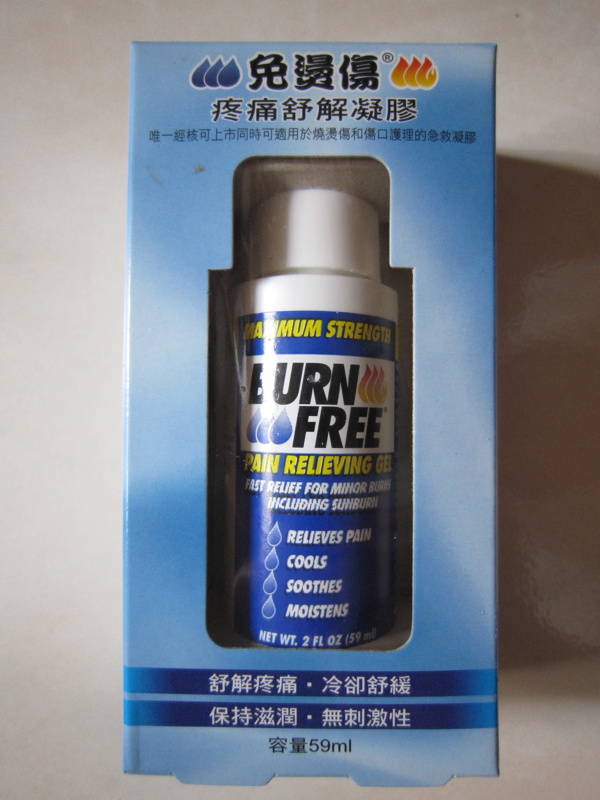 免燙傷®
疼痛舒解凝膠
唯一經核可上市同時可適用於燒燙傷和傷口護理的急救凝膠
MAXIMUM STRENGTH
BURN
FREE
PAIN RELIEVING GEL
FAST RELIEF FOR MINOR BURNS
INCLUDING SUNBURN
RELIEVES PAIN
COOLS
SOOTHES
MOISTENS
NET WT. 2 FL OZ (59 ml)
舒解疼痛・冷卻舒緩
保持滋潤・無刺激性
容量59ml